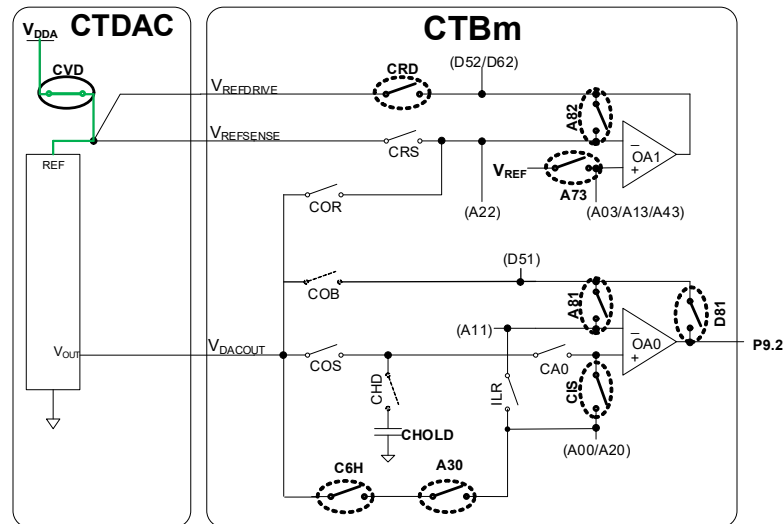 CTDAC
CTBm
VDDA
CVD
CRD
(D52/D62)
VREFDRIVE
A82
VREFSENSE
CRS
VREF
A73
OA1
−
+
REF
COR
(A22)
(A03/A13/A43)
COB
(D51)
A81
D81
(A11)
OA0
−
+
P9.2
VOUT
VDACOUT
COS
CHD
CA0
ILR
CIS
CHOLD
(A00/A20)
C6H
A30